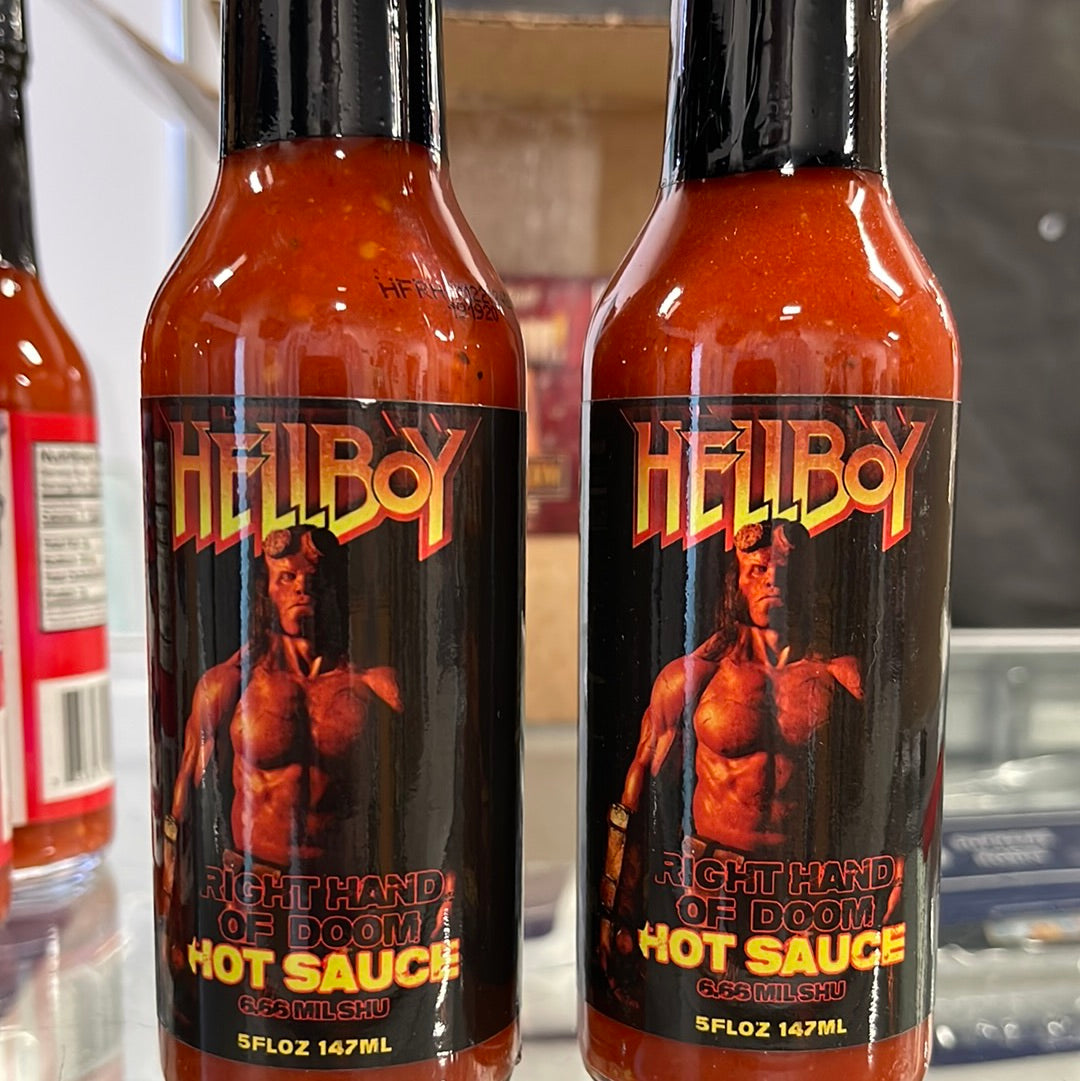 HELLBOY
RIGHT HAND
OF DOOM
HOT SAUCE
6.66 MIL SHU
5FLOZ 147ML
HELLBOY
RIGHT HAND
OF DOOM
HOT SAUCE
6.66 MIL SHU
5FLOZ 147ML